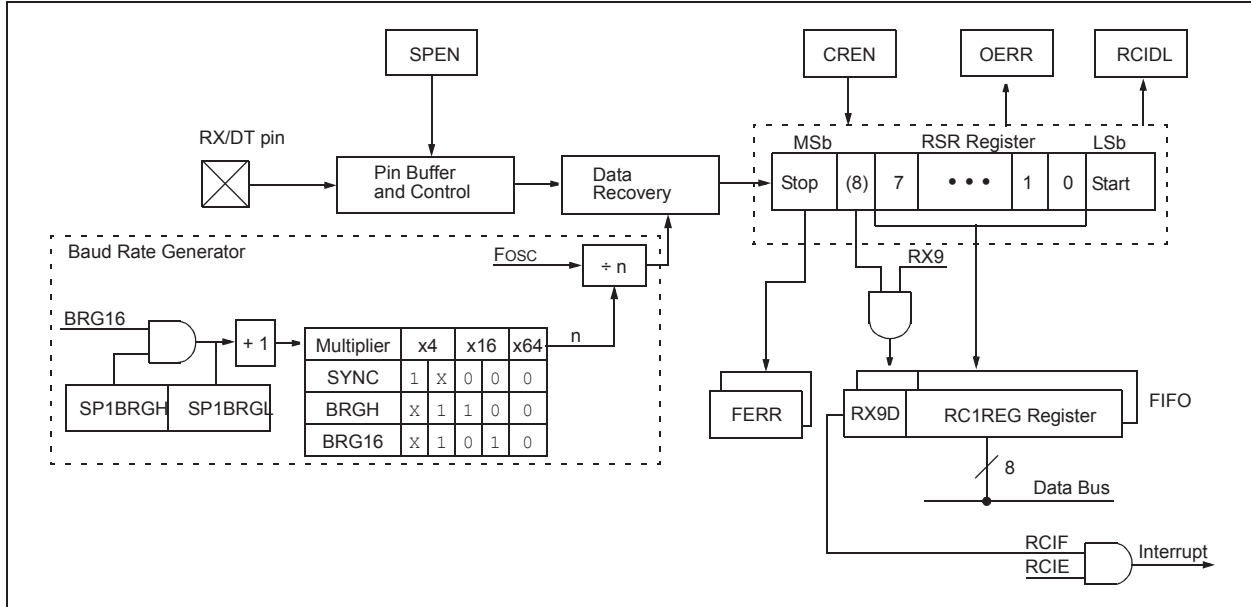 SPEN
CREN
OERR
RCIDL
RX/DT pin
Pin Buffer
and Control
Data
Recovery
MSb
RSR Register
LSb
Stop
(8)
7
• • •
1
0
Start
Baud Rate Generator
FOSC
÷ n
RX9
BRG16
+ 1
n
SP1BRGH
SP1BRGL
Multiplier x4 x16 x64
SYNC 1 X 0 0 0
BRGH X 1 1 0 0
BRG16 X 1 0 1 0
FERR
RX9D
RC1REG Register
FIFO
8
Data Bus
RCIF
RCIE
Interrupt